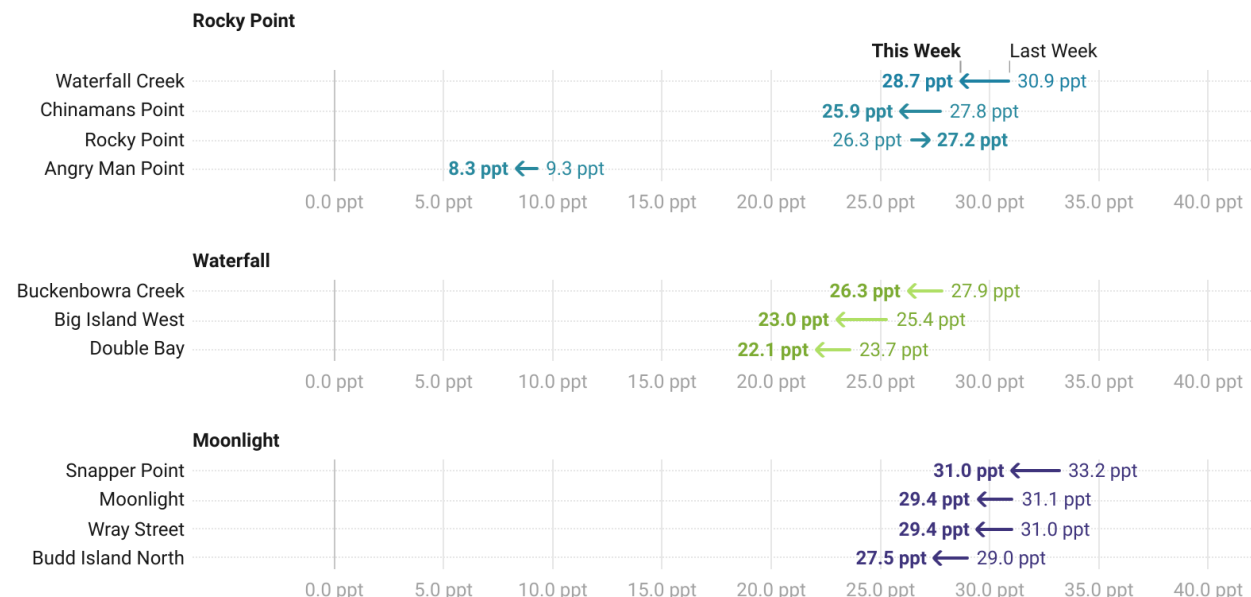 Rocky Point
This Week Last Week
Waterfall Creek 28.7 ppt 30.9 ppt
Chinamans Point 25.9 ppt 27.8 ppt
Rocky Point 26.3 ppt 27.2 ppt
Angry Man Point 8.3 ppt 9.3 ppt
0.0 ppt 5.0 ppt 10.0 ppt 15.0 ppt 20.0 ppt 25.0 ppt 30.0 ppt 35.0 ppt 40.0 ppt
Waterfall
Buckenbowra Creek 26.3 ppt 27.9 ppt
Big Island West 23.0 ppt 25.4 ppt
Double Bay 22.1 ppt 23.7 ppt
0.0 ppt 5.0 ppt 10.0 ppt 15.0 ppt 20.0 ppt 25.0 ppt 30.0 ppt 35.0 ppt 40.0 ppt
Moonlight
Snapper Point 31.0 ppt 33.2 ppt
Moonlight 29.4 ppt 31.1 ppt
Wray Street 29.4 ppt 31.0 ppt
Budd Island North 27.5 ppt 29.0 ppt
0.0 ppt 5.0 ppt 10.0 ppt 15.0 ppt 20.0 ppt 25.0 ppt 30.0 ppt 35.0 ppt 40.0 ppt